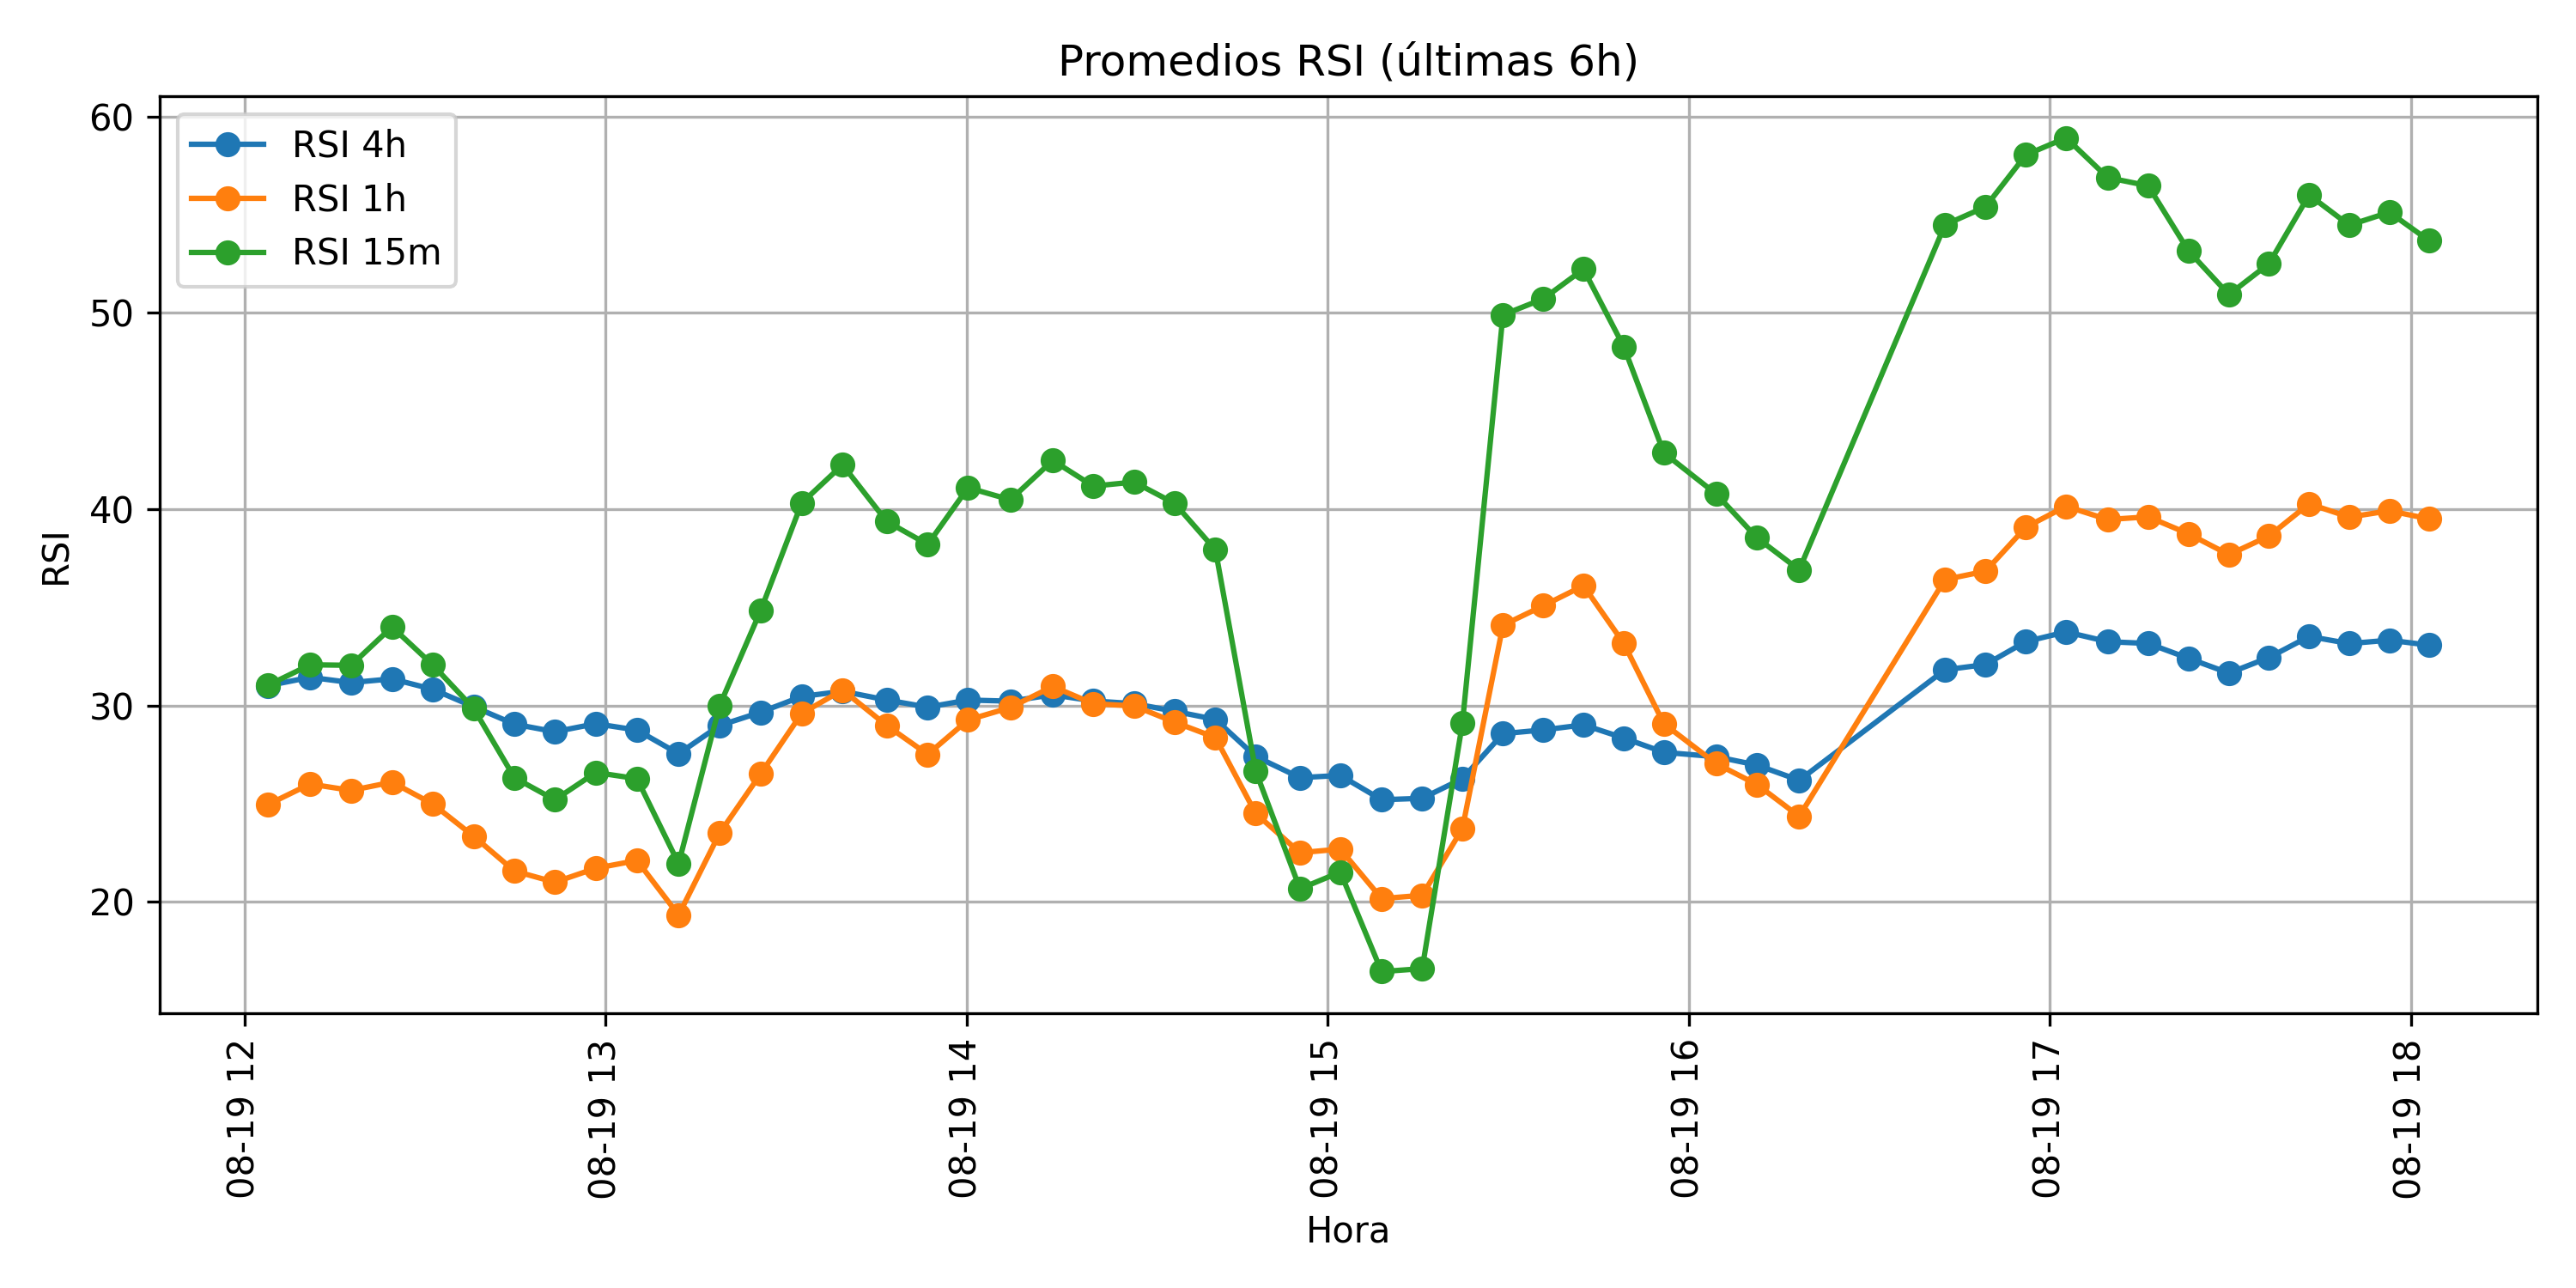 Promedios RSI (últimas 6h)
RSI 4h
RSI 1h
RSI 15m
60
50
40
30
20
RSI
08-19 12
08-19 13
08-19 14
08-19 15
08-19 16
08-19 17
08-19 18
Hora